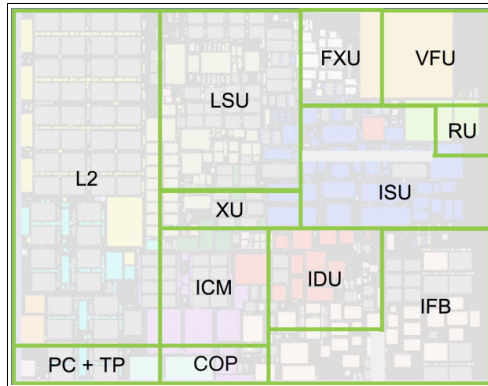 FXU
VFU
LSU
RU
L2
ISU
XU
ICM
IDU
IFB
PC + TP
COP